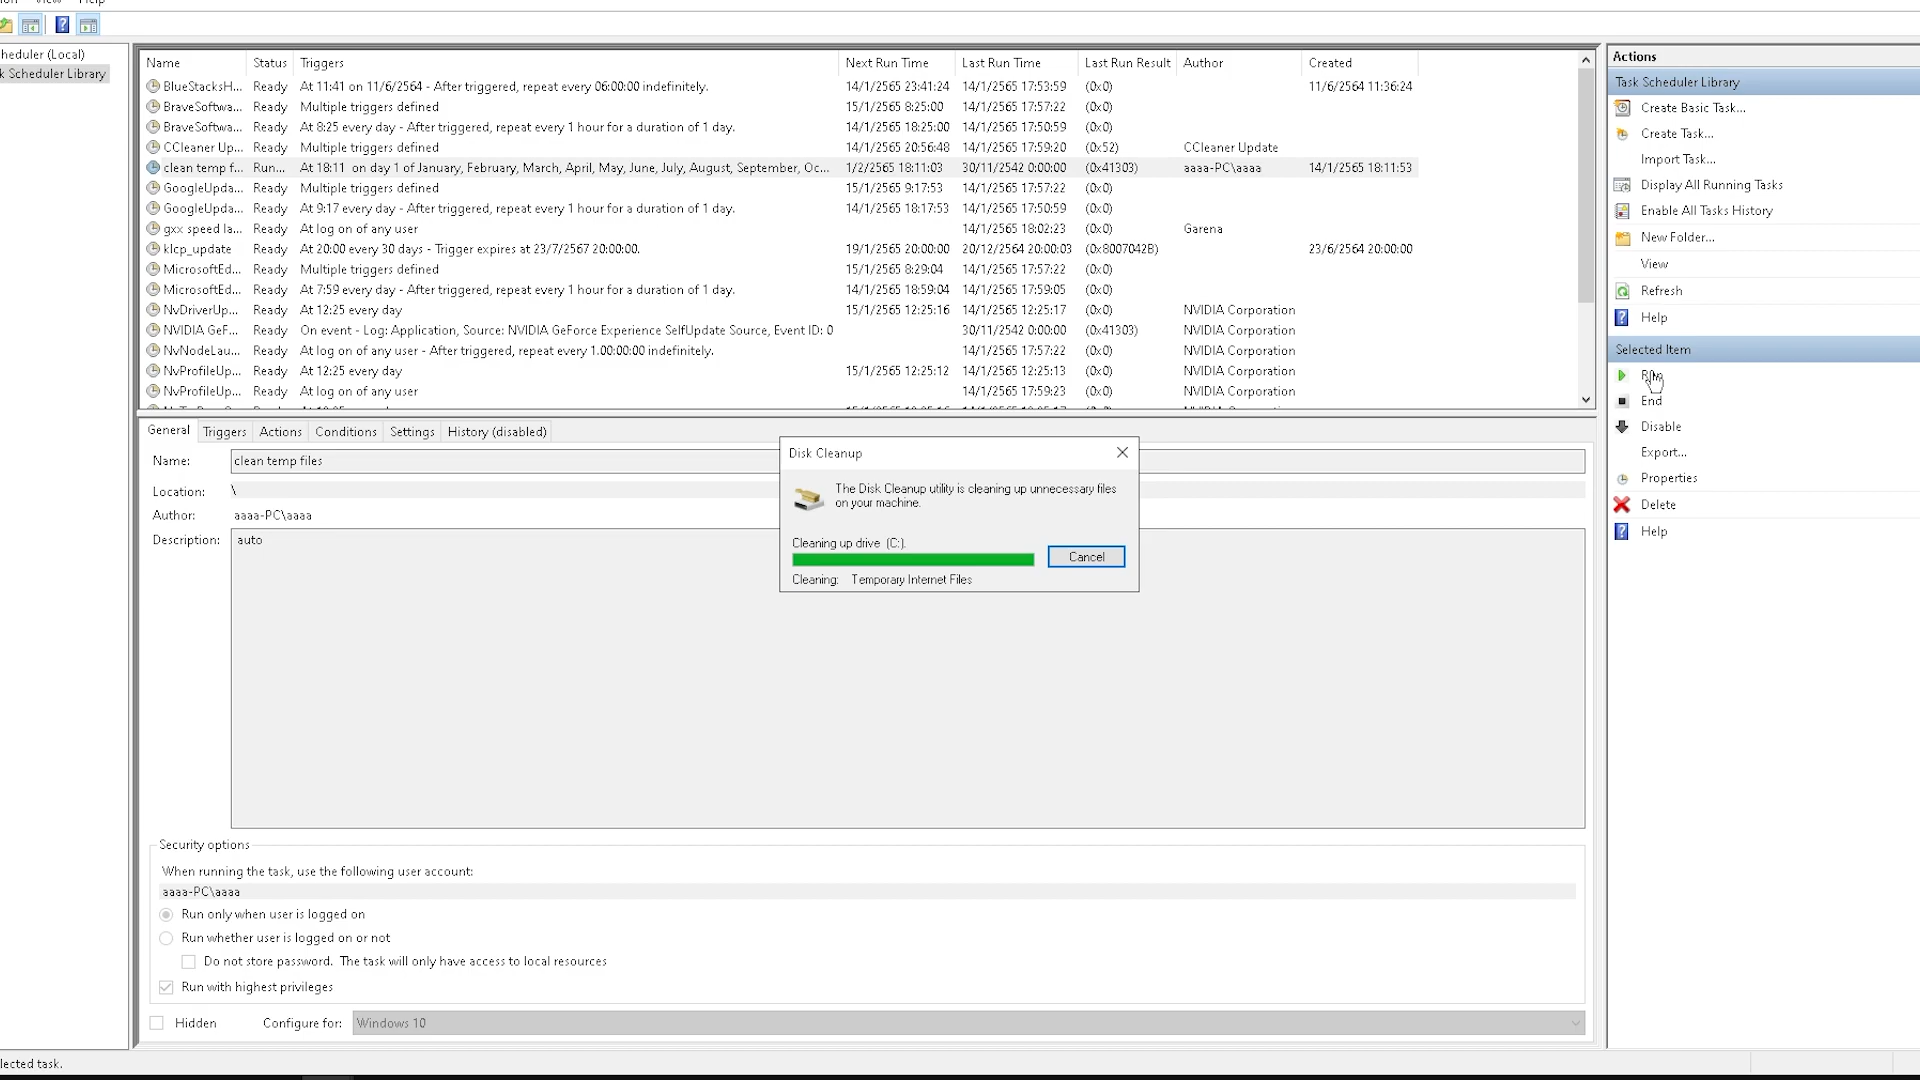 View Help
heduler (Local)
k Scheduler Library
Name Status Triggers Next Run Time Last Run Time Last Run Result Author Created
BlueStacksH... Ready At 11:41 on 11/6/2564 - After triggered, repeat every 06:00:00 indefinitely. 14/1/2565 23:41:24 14/1/2565 17:53:59 (0x0) 11/6/2564 11:36:24
BraveSoftwa... Ready Multiple triggers defined 15/1/2565 8:25:00 14/1/2565 17:57:22 (0x0)
BraveSoftwa... Ready At 8:25 every day - After triggered, repeat every 1 hour for a duration of 1 day. 14/1/2565 18:25:00 14/1/2565 17:50:59 (0x0)
CCleaner Up... Ready Multiple triggers defined 14/1/2565 20:56:48 14/1/2565 17:59:20 (0x52) CCleaner Update
clean temp f... Run... At 18:11 on day 1 of January, February, March, April, May, June, July, August, September, Oc... 1/2/2565 18:11:03 30/11/2542 0:00:00 (0x41303) aaaa-PC\aaaa 14/1/2565 18:11:53
GoogleUpda... Ready Multiple triggers defined 15/1/2565 9:17:53 14/1/2565 17:57:22 (0x0)
GoogleUpda... Ready At 9:17 every day - After triggered, repeat every 1 hour for a duration of 1 day. 14/1/2565 18:17:53 14/1/2565 17:50:59 (0x0)
gxx speed la... Ready At log on of any user 14/1/2565 18:02:23 (0x0) Garena
klcp_update Ready At 20:00 every 30 days - Trigger expires at 23/7/2567 20:00:00. 19/1/2565 20:00:00 20/12/2564 20:00:03 (0x8007042B) 23/6/2564 20:00:00
MicrosoftEd... Ready Multiple triggers defined 15/1/2565 8:29:04 14/1/2565 17:57:22 (0x0)
MicrosoftEd... Ready At 7:59 every day - After triggered, repeat every 1 hour for a duration of 1 day. 14/1/2565 18:59:04 14/1/2565 17:59:05 (0x0)
NvDriverUp... Ready At 12:25 every day 15/1/2565 12:25:16 14/1/2565 12:25:17 (0x0) NVIDIA Corporation
NVIDIA GeF... Ready On event - Log: Application, Source: NVIDIA GeForce Experience SelfUpdate Source, Event ID: 0 30/11/2542 0:00:00 (0x41303) NVIDIA Corporation
NvNodeLau... Ready At log on of any user - After triggered, repeat every 1.00:00:00 indefinitely. 14/1/2565 17:57:22 (0x0) NVIDIA Corporation
NvProfileUp... Ready At 12:25 every day 15/1/2565 12:25:12 14/1/2565 12:25:13 (0x0) NVIDIA Corporation
NvProfileUp... Ready At log on of any user 14/1/2565 17:59:23 (0x0) NVIDIA Corporation
General Triggers Actions Conditions Settings History (disabled)
Name: clean temp files
Location: \
Author: aaaa-PC\aaaa
Description: auto
Disk Cleanup
The Disk Cleanup utility is cleaning up unnecessary files
on your machine.
Cleaning up drive (C:).
Cancel
Cleaning: Temporary Internet Files
Security options
When running the task, use the following user account:
aaaa-PC\aaaa
Run only when user is logged on
Run whether user is logged on or not
Do not store password. The task will only have access to local resources
Run with highest privileges
Hidden Configure for: Windows 10
lected task.
Actions
Task Scheduler Library
Create Basic Task...
Create Task...
Import Task...
Display All Running Tasks
Enable All Tasks History
New Folder...
View
Refresh
Help
Selected Item
Run
End
Disable
Export...
Properties
Delete
Help